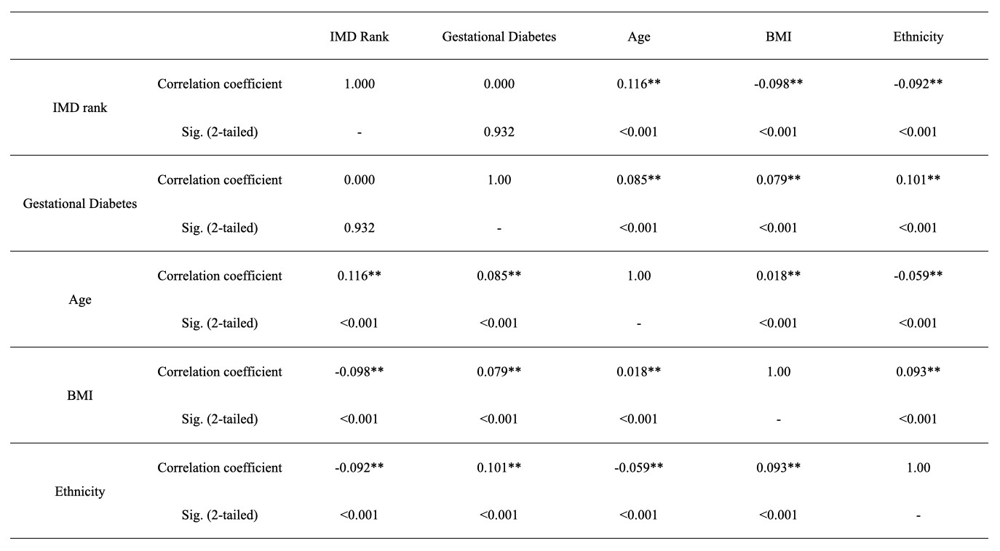 IMD Rank Gestational Diabetes Age BMI Ethnicity
Correlation coefficient 1.000 0.000 0.116** -0.098** -0.092**
IMD rank
Sig. (2-tailed) - 0.932 <0.001 <0.001 <0.001
Correlation coefficient 0.000 1.00 0.085** 0.079** 0.101**
Gestational Diabetes
Sig. (2-tailed) 0.932 - <0.001 <0.001 <0.001
Correlation coefficient 0.116** 0.085** 1.00 0.018** -0.059**
Age
Sig. (2-tailed) <0.001 <0.001 - <0.001 <0.001
Correlation coefficient -0.098** 0.079** 0.018** 1.00 0.093**
BMI
Sig. (2-tailed) <0.001 <0.001 <0.001 - <0.001
Correlation coefficient -0.092** 0.101** -0.059** 0.093** 1.00
Ethnicity
Sig. (2-tailed) <0.001 <0.001 <0.001 <0.001 -